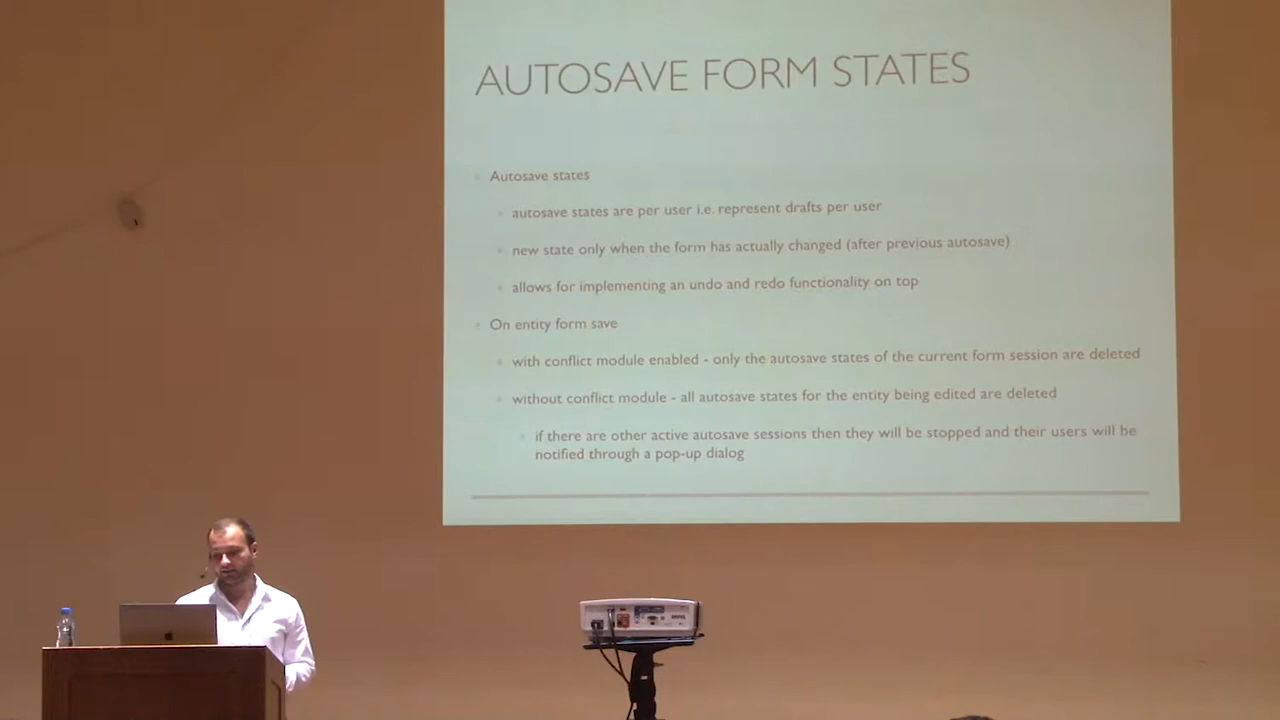 AUTOSAVE FORM STATES
Autosave states
autosave states are per user i.e. represent drafts per user
new state only when the form has actually changed (after previous autosave)
allows for implementing an undo and redo functionality on top
On entity form save
with conflict module enabled - only the autosave states of the current form session are deleted
without conflict module - all autosave states for the entity being edited are deleted
if there are other active autosave sessions then they will be stopped and their users will be
notified through a pop-up dialog